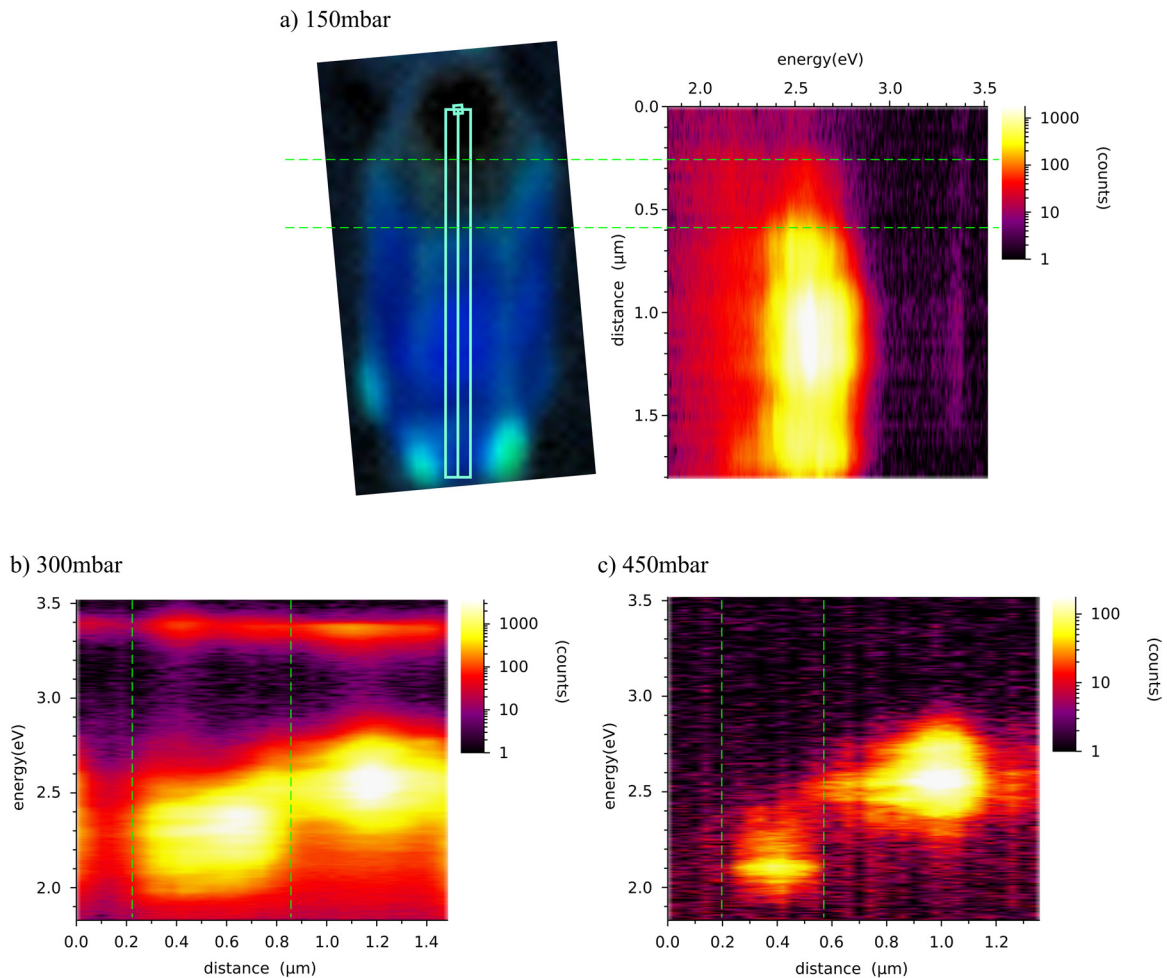 a) 150mbar
energy(eV)
2.0 2.5 3.0 3.5
0.0
0.5
1.0
1.5
distance (μm)
1000
100
10
1
(counts)
b) 300mbar
3.5
3.0
2.5
2.0
energy(eV)
0.0 0.2 0.4 0.6 0.8 1.0 1.2 1.4
distance (μm)
1000
100
10
1
(counts)
c) 450mbar
3.5
3.0
2.5
2.0
energy(eV)
0.0 0.2 0.4 0.6 0.8 1.0 1.2
distance (μm)
100
10
1
(counts)